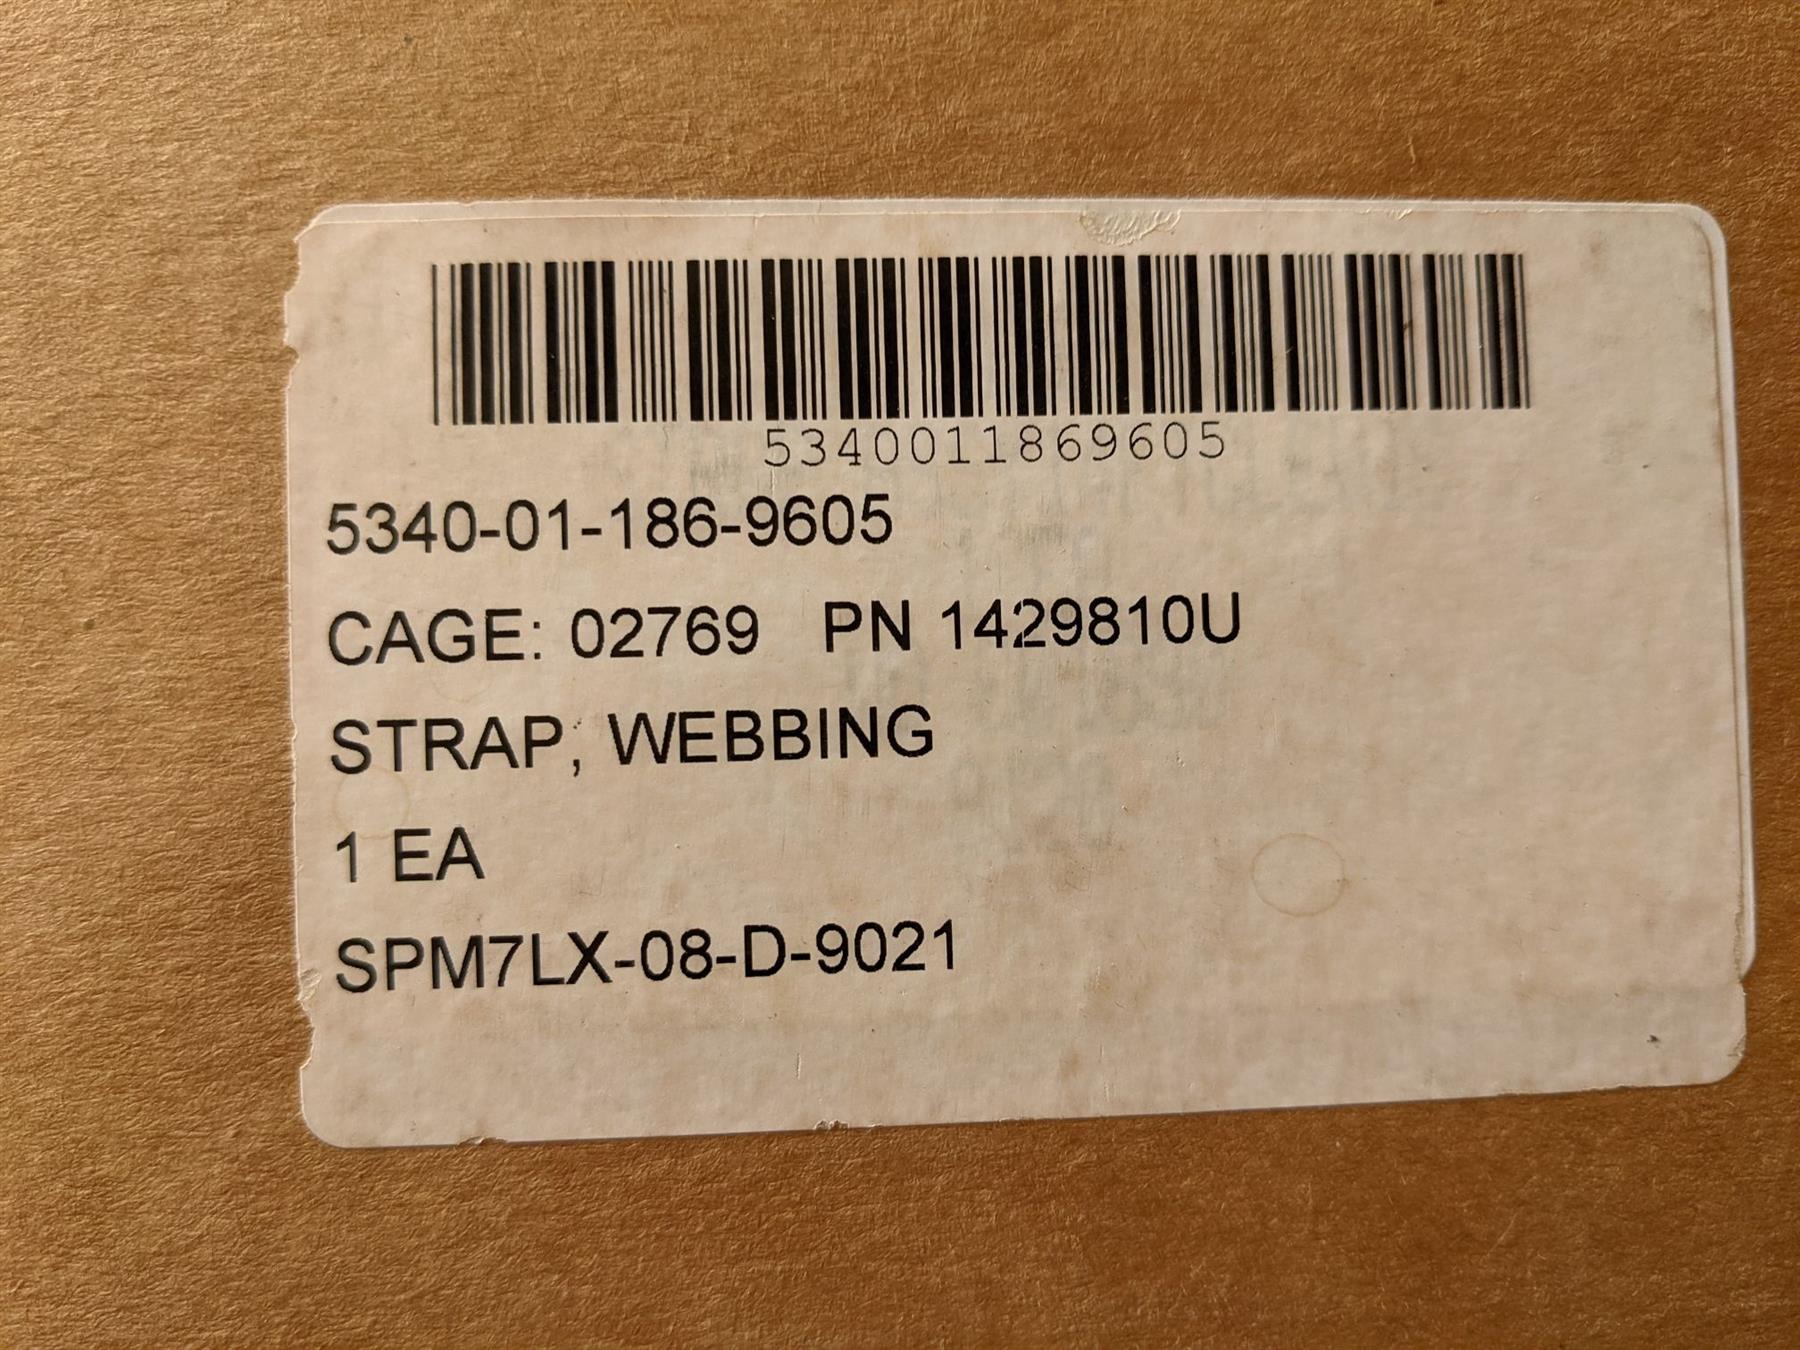 5340011869605
5340-01-186-9605
CAGE: 02769 PN 1429810U
STRAP, WEBBING
1 EA
SPM7LX-08-D-9021